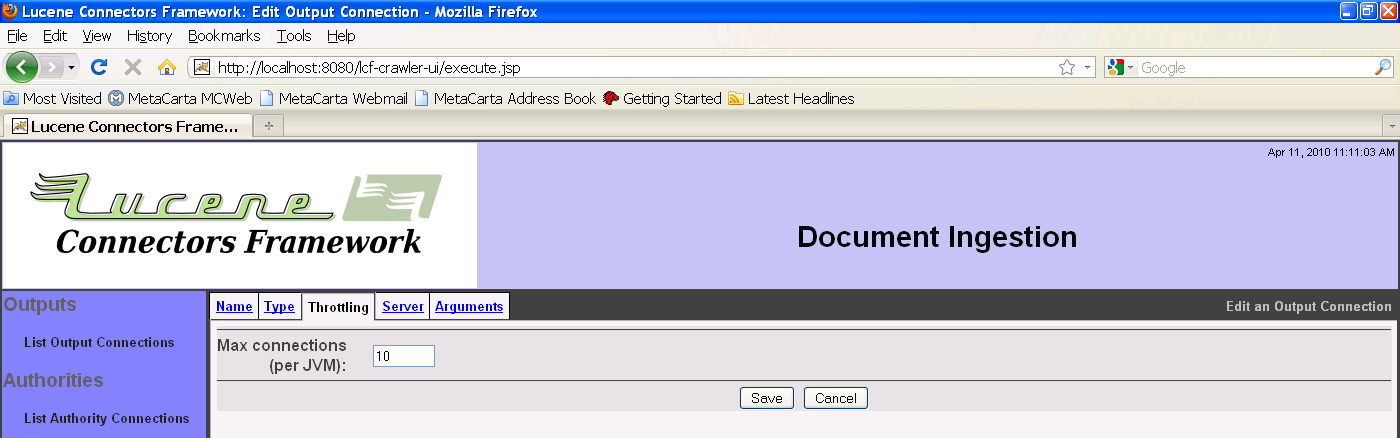 Lucene Connectors Framework: Edit Output Connection - Mozilla Firefox
File Edit View History Bookmarks Tools Help
http://localhost:8080/lcf-crawler-ui/execute.jsp
Google
Most Visited MetaCarta MCWeb MetaCarta Webmail MetaCarta Address Book Getting Started Latest Headlines
Lucene Connectors Frame...
Apr 11, 2010 11:11:03 AM
Lucene
Connectors Framework
Document Ingestion
Outputs
List Output Connections
Authorities
List Authority Connections
Name Type Throttling Server Arguments
Edit an Output Connection
Max connections
(per JVM):
10
Save Cancel